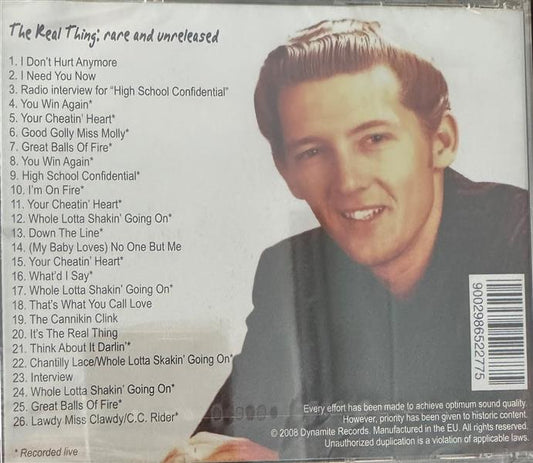 The Real Thing: rare and unreleased
1. I Don't Hurt Anymore
2. I Need You Now
3. Radio interview for "High School Confidential"
4. You Win Again*
5. Your Cheatin' Heart*
6. Good Golly Miss Molly*
7. Great Balls Of Fire*
8. You Win Again*
9. High School Confidential*
10. I'm On Fire*
11. Your Cheatin' Heart*
12. Whole Lotta Shakin' Going On*
13. Down The Line*
14. (My Baby Loves) No One But Me
15. Your Cheatin' Heart*
16. What'd I Say*
17. Whole Lotta Shakin' Going On*
18. That's What You Call Love
19. The Cannikin Clink
20. It's The Real Thing
21. Think About It Darlin'*
22. Chantilly Lace/Whole Lotta Skakin' Going On*
23. Interview
24. Whole Lotta Shakin' Going On*
25. Great Balls Of Fire*
26. Lawdy Miss Clawdy/C.C. Rider*
* Recorded live
9002986522775
Every effort has been made to achieve optimum sound quality.
However, priority has been given to historic content.
© 2008 Dynamite Records. Manufactured in the EU. All rights reserved.
Unauthorized duplication is a violation of applicable laws.